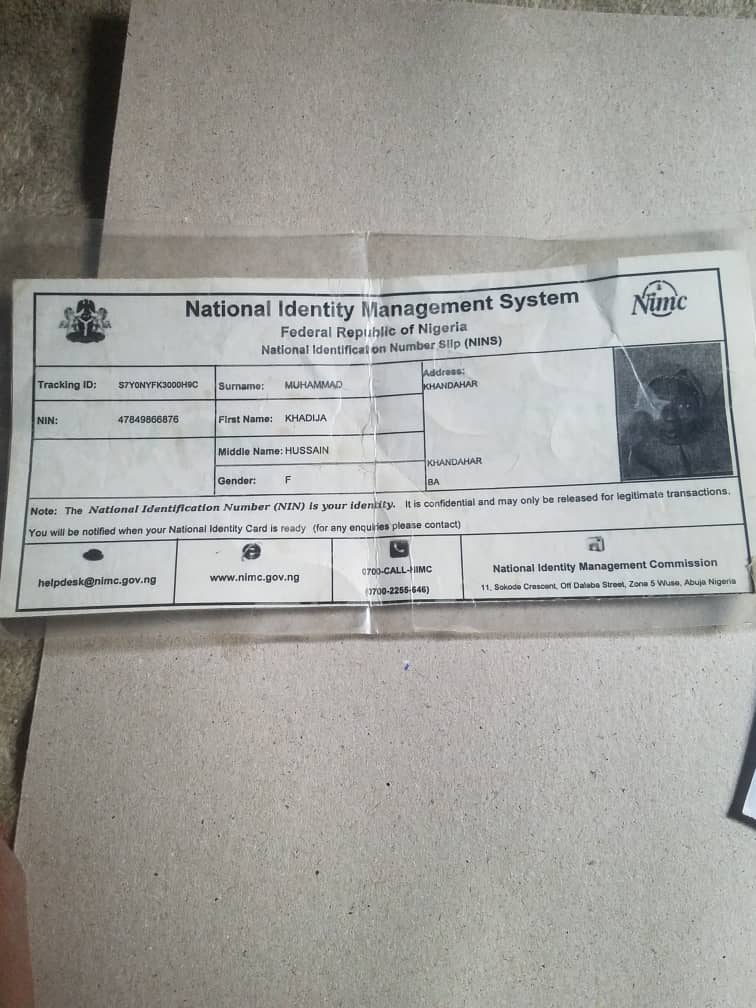 National Identity Management System
Federal Republic of Nigeria
National Identification Number Slip (NINS)
Nimc
Tracking ID: S7Y0NYFK3000H9C
Surname: MUHAMMAD
Address:
KHANDAHAR
NIN: 47849866876
First Name: KHADIJA
Middle Name: HUSSAIN
KHANDAHAR
Gender: F
BA
Note: The National Identification Number (NIN) is your identity. It is confidential and may only be released for legitimate transactions.
You will be notified when your National Identity Card is ready (for any enquiries please contact)
helpdesk@nimc.gov.ng
www.nimc.gov.ng
0700-CALL-NIMC
(0700-2255-646)
National Identity Management Commission
11, Sokode Crescent, Off Dalaba Street, Zone 5 Wuse, Abuja Nigeria